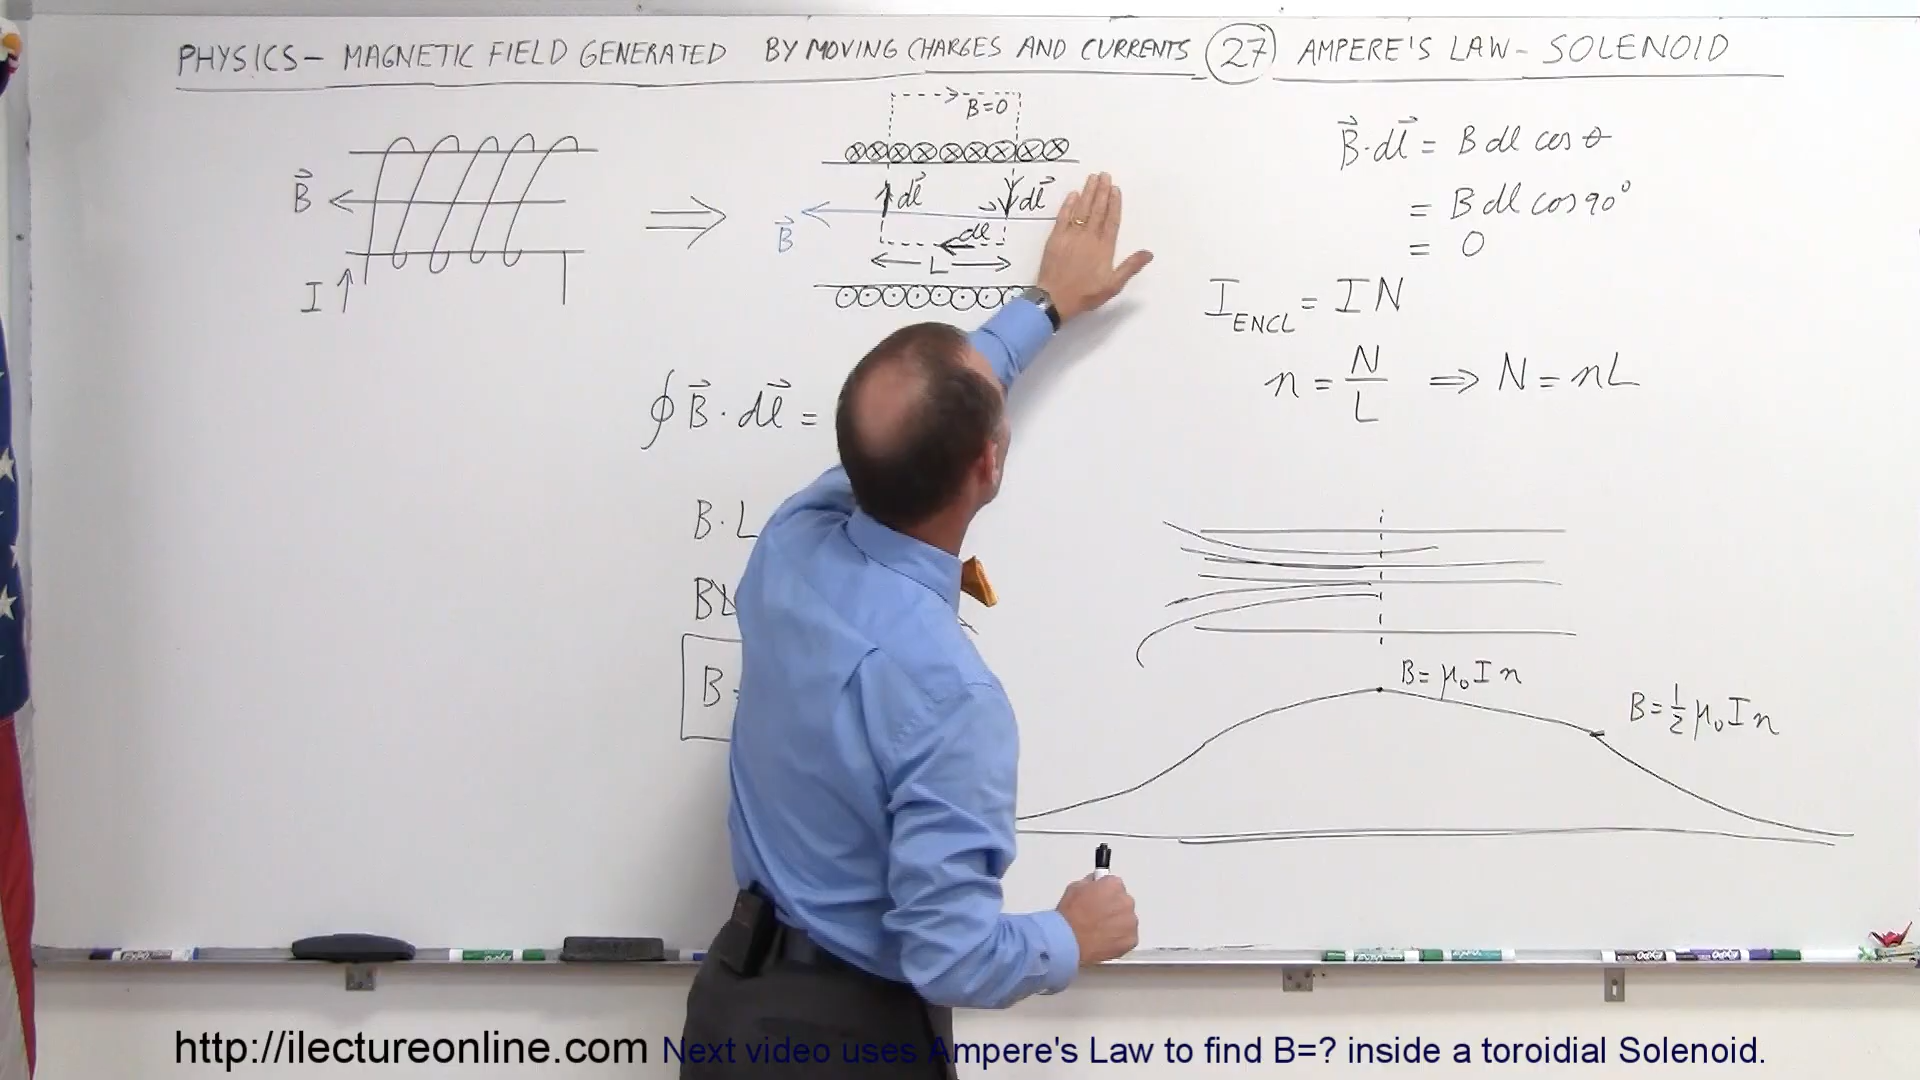 PHYSICS- MAGNETIC FIELD GENERATED BY MOVING CHARGES AND CURRENTS 27 AMPERE'S LAW- SOLENOID
B=0
⊗⊗⊗⊗⊗⊗⊗⊗⊗
B⃗
I
dl⃗
dl⃗
B⃗
dl
L
B⃗·dl⃗ = B dl cos θ
= B dl cos 90°
= 0
I_ENCL = I N
n = N/L ⇒ N = nL
∮ B⃗ · dl⃗ =
B · L
BL
B =
B = μ₀ I n
B = 1/2 μ₀ I n
http://ilectureonline.com Next video uses Ampere's Law to find B=? inside a toroidial Solenoid.